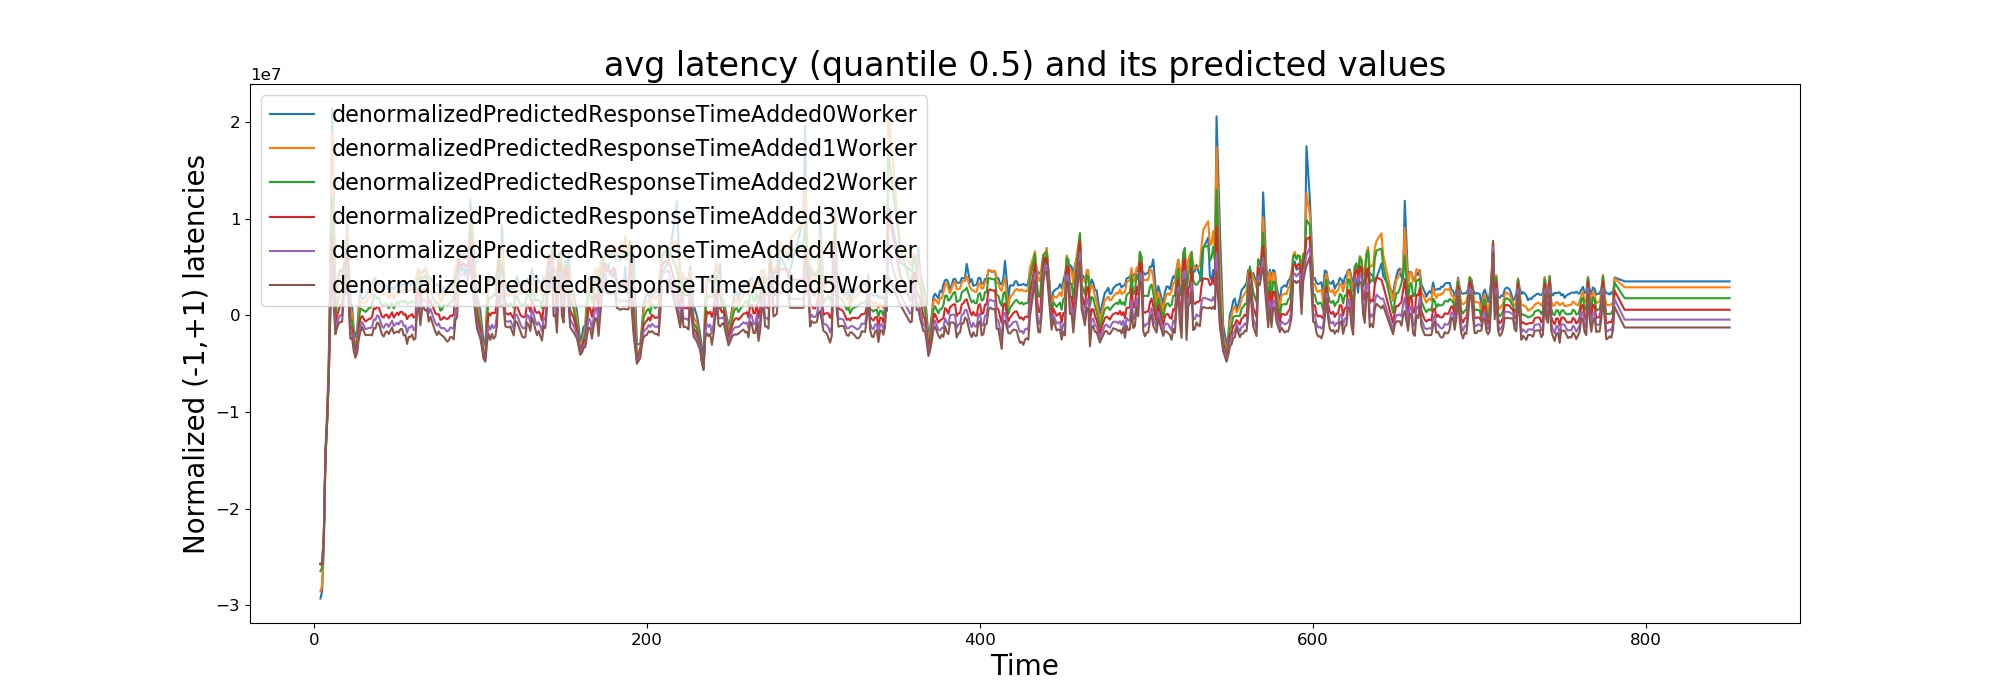 avg latency (quantile 0.5) and its predicted values
1e7
denormalizedPredictedResponseTimeAdded0Worker
denormalizedPredictedResponseTimeAdded1Worker
denormalizedPredictedResponseTimeAdded2Worker
denormalizedPredictedResponseTimeAdded3Worker
denormalizedPredictedResponseTimeAdded4Worker
denormalizedPredictedResponseTimeAdded5Worker
Normalized (-1,+1) latencies
2
1
0
−1
−2
−3
0 200 400 600 800
Time